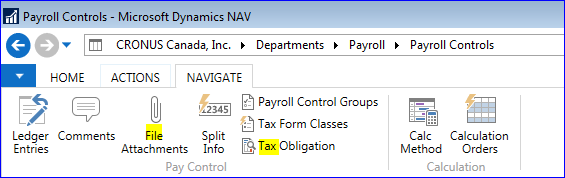 Payroll Controls - Microsoft Dynamics NAV
CRONUS Canada, Inc. Departments Payroll Payroll Controls
HOME ACTIONS NAVIGATE
Ledger Entries
Comments
File Attachments
12345
Split Info
Payroll Control Groups
Tax Form Classes
Tax Obligation
Calc Method
Calculation Orders
Pay Control
Calculation